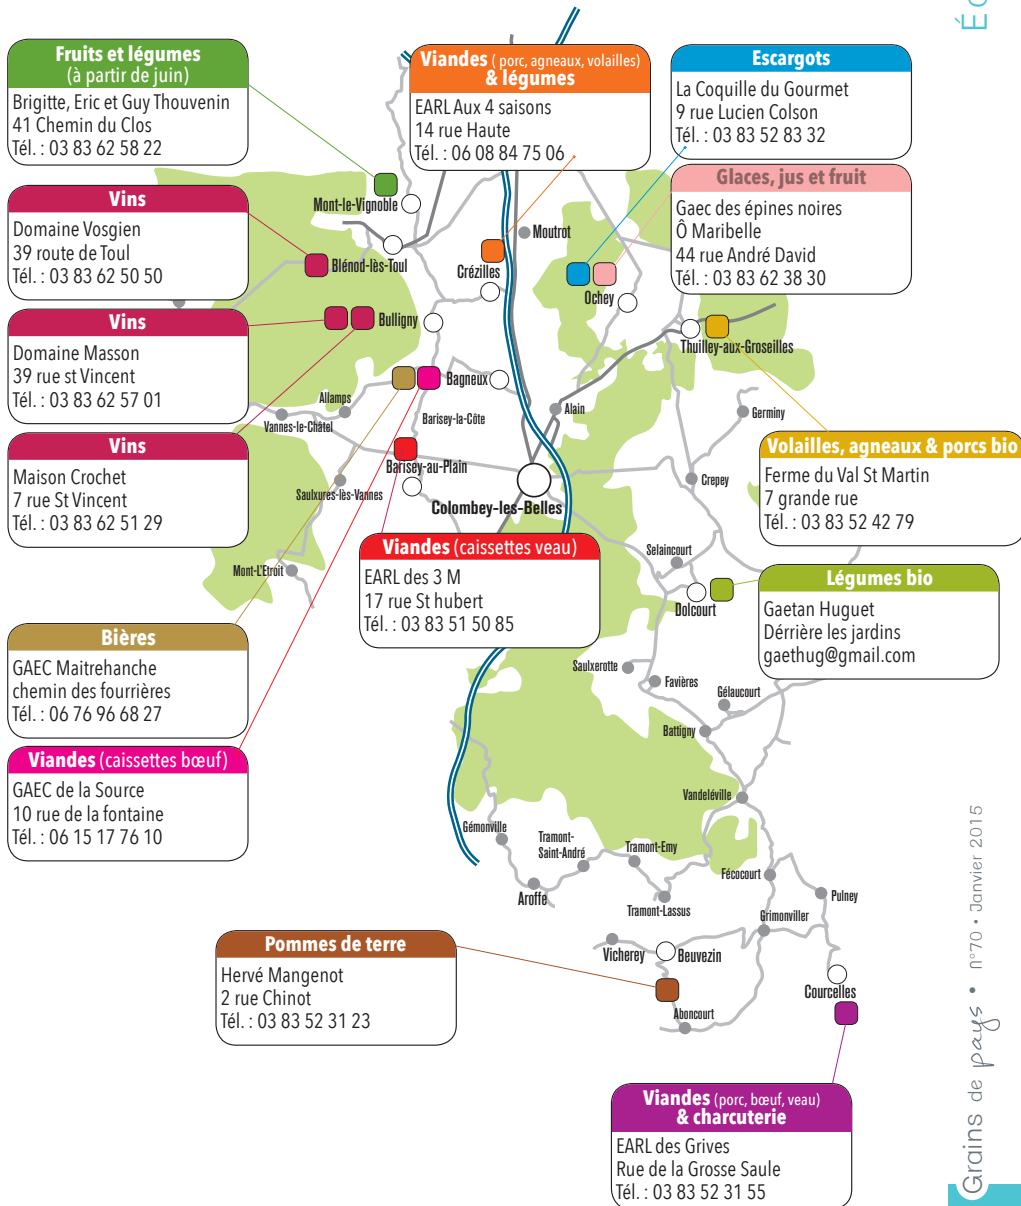 Éc
Fruits et légumes
(à partir de juin)
Brigitte, Eric et Guy Thouvenin
41 Chemin du Clos
Tél. : 03 83 62 58 22
Viandes ( porc, agneaux, volailles)
& légumes
EARL Aux 4 saisons
14 rue Haute
Tél. : 06 08 84 75 06
Escargots
La Coquille du Gourmet
9 rue Lucien Colson
Tél. : 03 83 52 83 32
Glaces, jus et fruit
Gaec des épines noires
Ô Maribelle
44 rue André David
Tél. : 03 83 62 38 30
Vins
Domaine Vosgien
39 route de Toul
Tél. : 03 83 62 50 50
Vins
Domaine Masson
39 rue st Vincent
Tél. : 03 83 62 57 01
Vins
Maison Crochet
7 rue St Vincent
Tél. : 03 83 62 51 29
Mont-le-Vignoble
Moutrot
Blénod-lès-Toul
Crézilles
Ochey
Bulligny
Thuilley-aux-Groseilles
Bagneux
Allamps
Vannes-le-Châtel
Barisey-la-Côte
Alain
Germiny
Barisey-au-Plain
Saulxures-lès-Vannes
Colombey-les-Belles
Crepey
Volailles, agneaux & porcs bio
Ferme du Val St Martin
7 grande rue
Tél. : 03 83 52 42 79
Viandes (caissettes veau)
EARL des 3 M
17 rue St hubert
Tél. : 03 83 51 50 85
Selaincourt
Mont-L'Etroit
Dolcourt
Légumes bio
Gaetan Huguet
Dérrière les jardins
gaethug@gmail.com
Bières
GAEC Maitrehanche
chemin des fourrières
Tél. : 06 76 96 68 27
Viandes (caissettes bœuf)
GAEC de la Source
10 rue de la fontaine
Tél. : 06 15 17 76 10
Saulxerotte
Favières
Gélaucourt
Battigny
Vandeléville
Gémonville
Tramont-
Saint-André
Tramont-Emy
Aroffe
Tramont-Lassus
Fécocourt
Pulney
Grimonviller
Vicherey
Beuvezin
Courcelles
Aboncourt
Pommes de terre
Hervé Mangenot
2 rue Chinot
Tél. : 03 83 52 31 23
Viandes (porc, bœuf, veau)
& charcuterie
EARL des Grives
Rue de la Grosse Saule
Tél. : 03 83 52 31 55
Grains de pays • n°70 • Janvier 2015